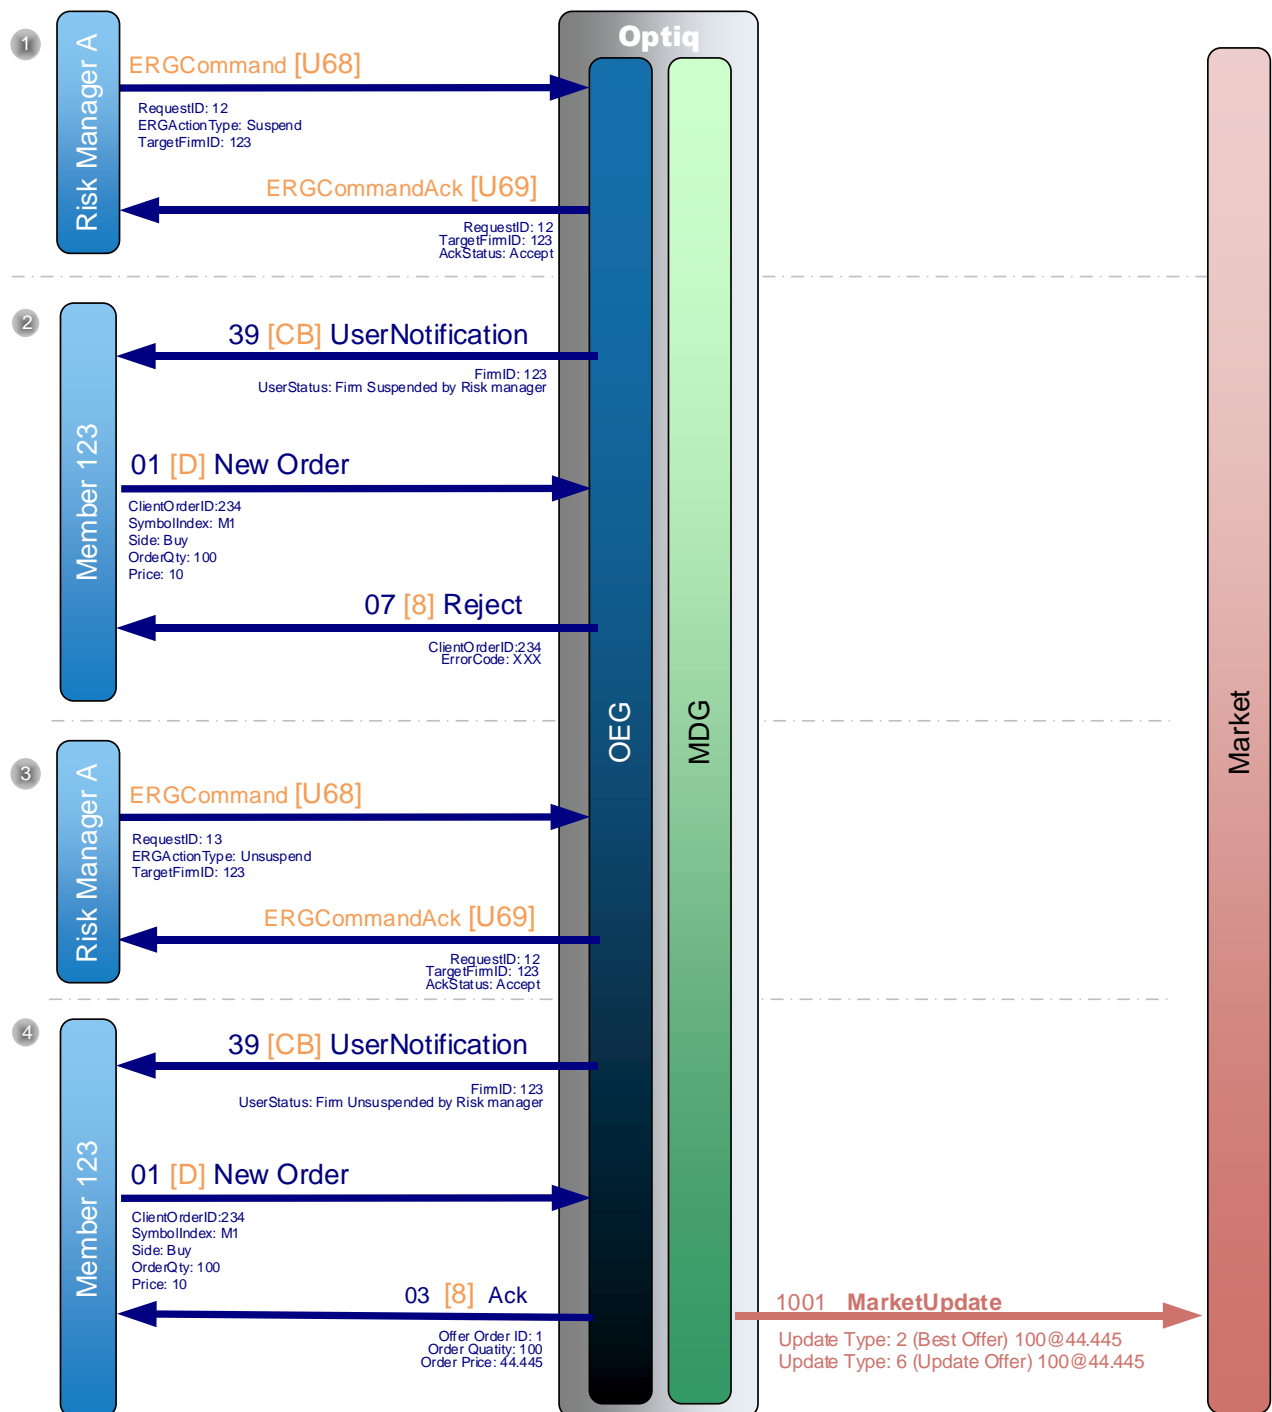 Optiq
1
Risk Manager A
ERGCommand [U68]
RequestID: 12
ERGActionType: Suspend
TargetFirmID: 123
ERGCommandAck [U69]
RequestID: 12
TargetFirmID: 123
AckStatus: Accept
2
Member 123
39 [CB] UserNotification
FirmID: 123
UserStatus: Firm Suspended by Risk manager
01 [D] New Order
ClientOrderID:234
SymbolIndex: M1
Side: Buy
OrderQty: 100
Price: 10
07 [8] Reject
ClientOrderID:234
ErrorCode: XXX
OEG
MDG
Market
3
Risk Manager A
ERGCommand [U68]
RequestID: 13
ERGActionType: Unsuspend
TargetFirmID: 123
ERGCommandAck [U69]
RequestID: 12
TargetFirmID: 123
AckStatus: Accept
4
Member 123
39 [CB] UserNotification
FirmID: 123
UserStatus: Firm Unsuspended by Risk manager
01 [D] New Order
ClientOrderID:234
SymbolIndex: M1
Side: Buy
OrderQty: 100
Price: 10
03 [8] Ack
Offer Order ID: 1
Order Quatity: 100
Order Price: 44.445
1001 MarketUpdate
Update Type: 2 (Best Offer) 100@44.445
Update Type: 6 (Update Offer) 100@44.445